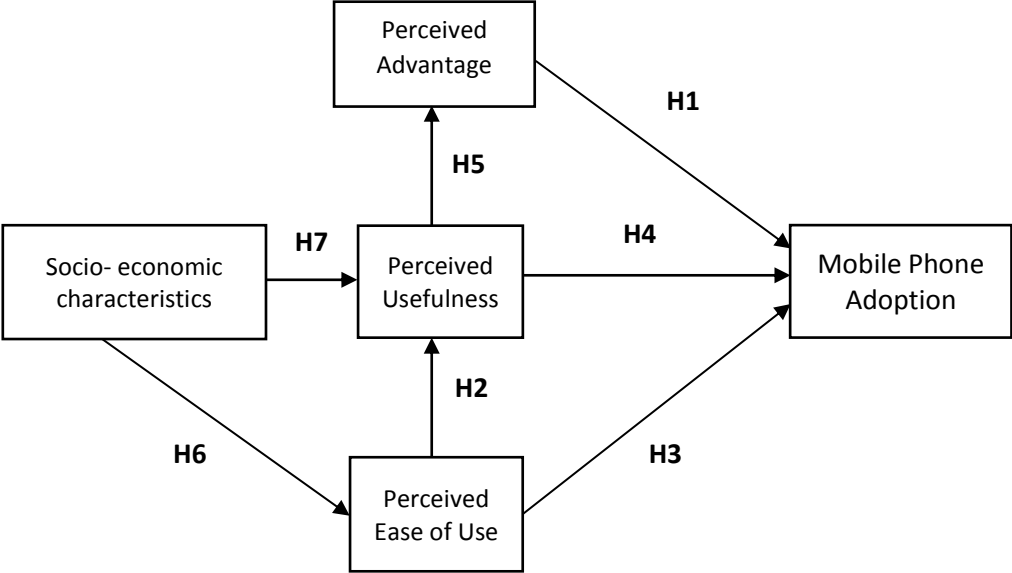 Perceived
Advantage
H1
H5
H7
H4
Socio- economic
characteristics
Perceived
Usefulness
Mobile Phone
Adoption
H2
H6
H3
Perceived
Ease of Use